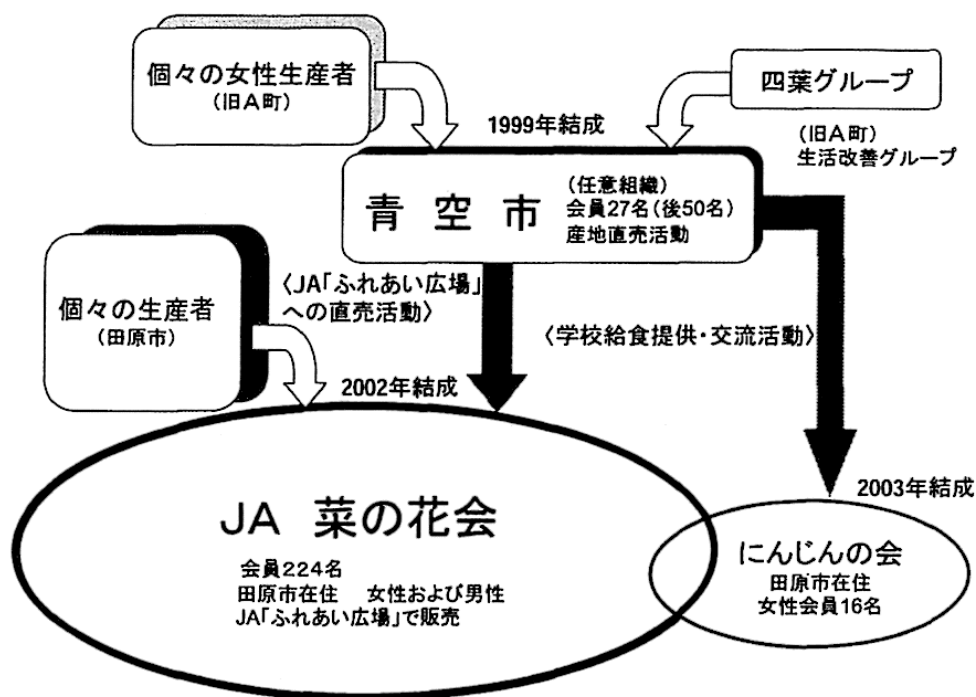 個々の女性生産者
(旧A町)
四葉グループ
(旧A町)
生活改善グループ
1999年結成
青空市
(任意組織)
会員27名(後50名)
産地直売活動
個々の生産者
(田原市)
〈JA「ふれあい広場」
への直売活動〉
〈学校給食提供・交流活動〉
2002年結成
2003年結成
JA 菜の花会
会員224名
田原市在住 女性および男性
JA「ふれあい広場」で販売
にんじんの会
田原市在住
女性会員16名